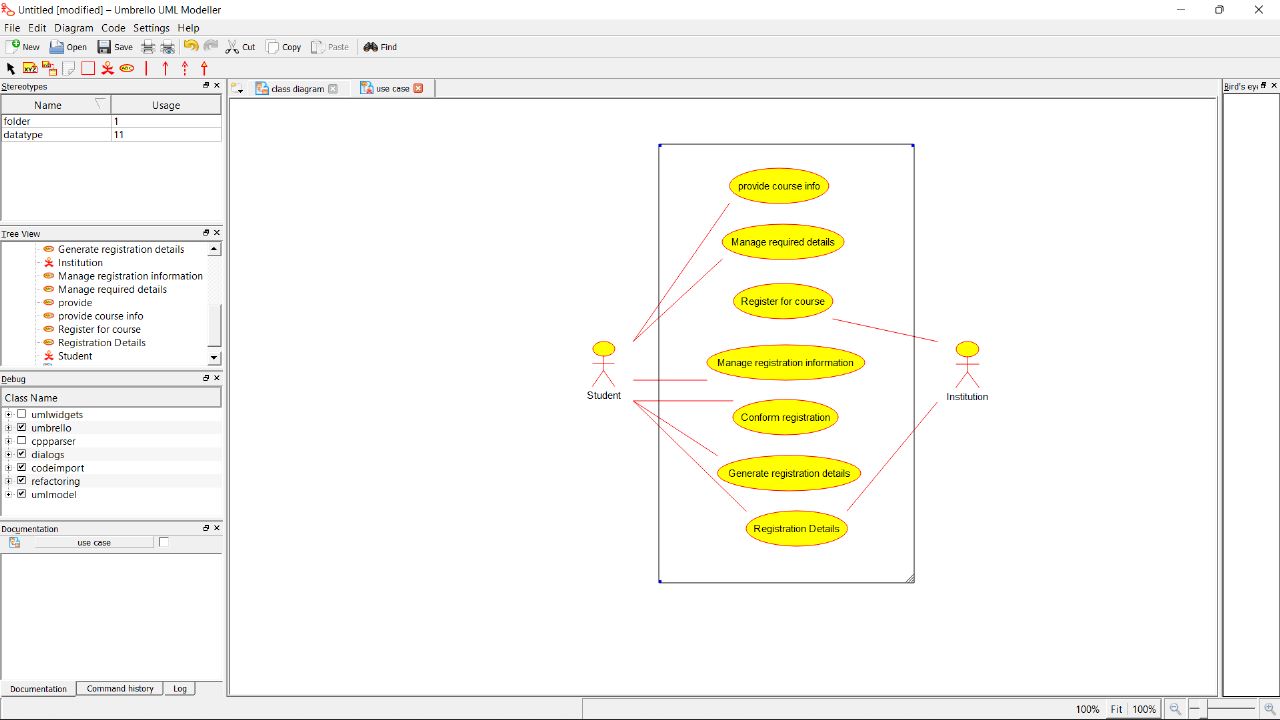 Untitled [modified] – Umbrello UML Modeller
File Edit Diagram Code Settings Help
New Open Save Cut Copy Paste Find
Stereotypes
Name Usage
folder 1
datatype 11
Tree View
Generate registration details
Institution
Manage registration information
Manage required details
provide
provide course info
Register for course
Registration Details
Student
Debug
Class Name
umlwidgets
umbrello
cppparser
dialogs
codeimport
refactoring
umlmodel
Documentation
use case
Documentation Command history Log
class diagram use case
provide course info
Manage required details
Register for course
Manage registration information
Student
Institution
Conform registration
Generate registration details
Registration Details
Bird's eye
100% Fit 100%